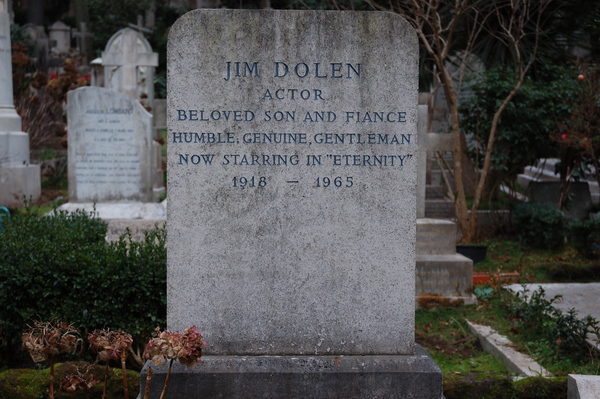 JIM DOLEN
ACTOR
BELOVED SON AND FIANCE
HUMBLE, GENUINE, GENTLEMAN
NOW STARRING IN "ETERNITY"
1918 — 1965